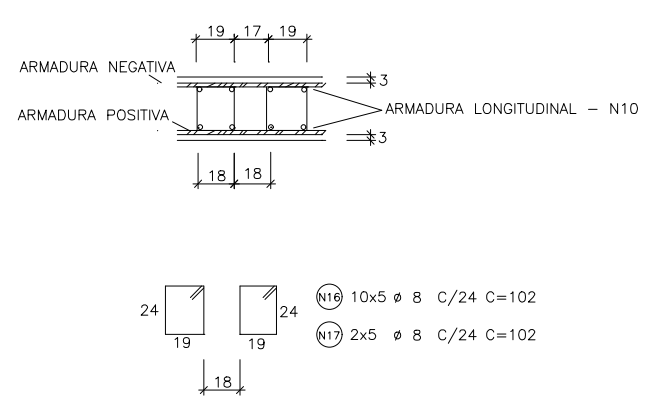 19 17 19
ARMADURA NEGATIVA
3
ARMADURA POSITIVA
ARMADURA LONGITUDINAL – N10
3
18 18
24
19
19
24
N16 10x5 ø 8 C/24 C=102
N17 2x5 ø 8 C/24 C=102
18